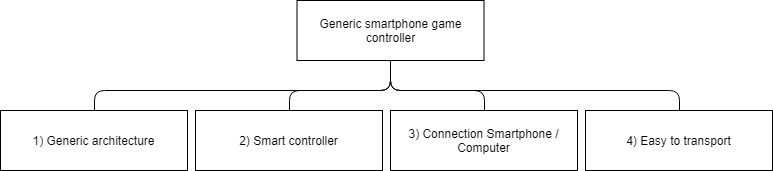 Generic smartphone game
controller
1) Generic architecture
2) Smart controller
3) Connection Smartphone /
Computer
4) Easy to transport